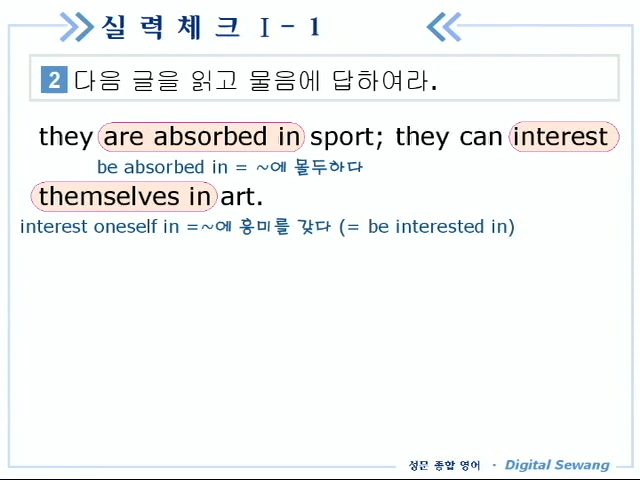 실력체크 I - 1
2 다음 글을 읽고 물음에 답하여라.
they are absorbed in sport; they can interest
be absorbed in = ~에 몰두하다
themselves in art.
interest oneself in =~에 흥미를 갖다 (= be interested in)
성문 종합 영어 · Digital Sewang